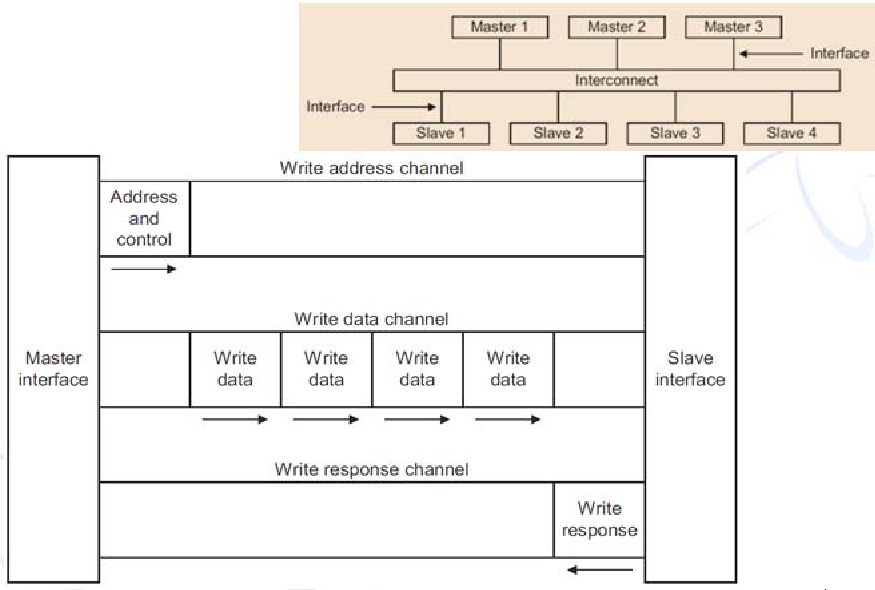 Master 1
Master 2
Master 3
Interface
Interconnect
Interface
Slave 1
Slave 2
Slave 3
Slave 4
Write address channel
Address
and
control
Write data channel
Master
interface
Write
data
Write
data
Write
data
Write
data
Slave
interface
Write response channel
Write
response